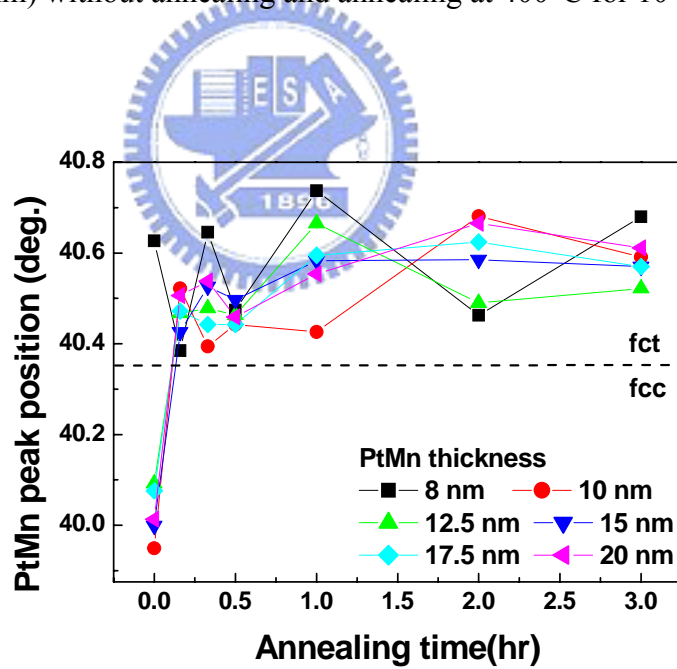 without annealing and annealing at 400
E S A
1896
40.8
40.6
40.4
40.2
40.0
PtMn peak position (deg.)
fct
fcc
PtMn thickness
8 nm 10 nm
12.5 nm 15 nm
17.5 nm 20 nm
0.0 0.5 1.0 1.5 2.0 2.5 3.0
Annealing time(hr)